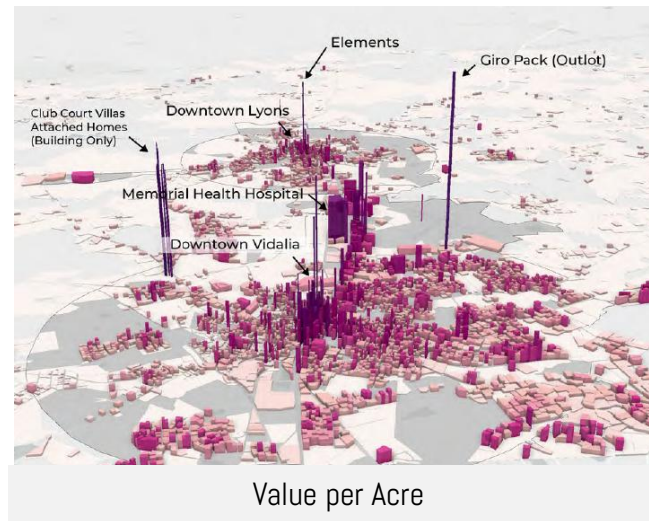 Elements
Giro Pack (Outlot)
Club Court Villas
Attached Homes
(Building Only)
Downtown Lyons
Memorial Health Hospital
Downtown Vidalia
Value per Acre